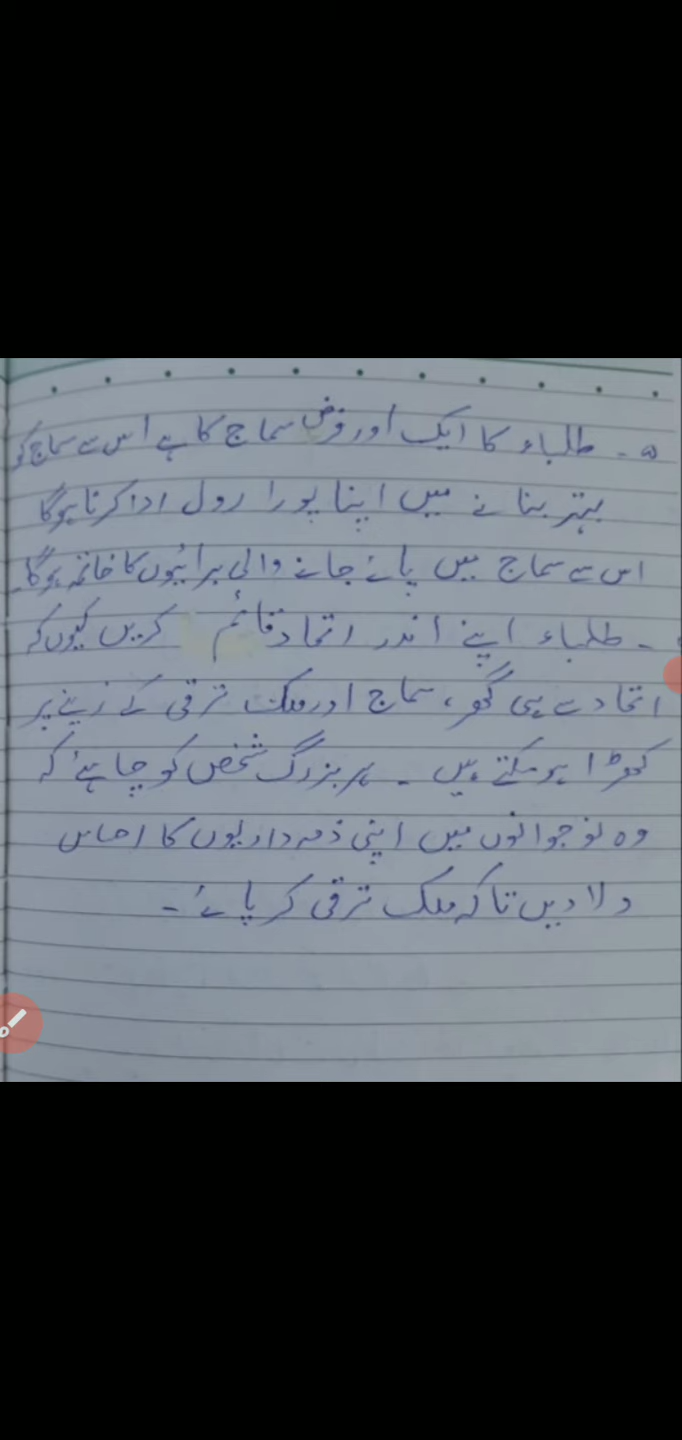 ۵ - طلباء کا ایک اور فرض سماج کا ہے اس سے سماج کو
بہتر بنانے میں اپنا پورا رول ادا کرنا ہوگا
اس سے سماج میں پائے جانے والی برائیوں کا خاتمہ ہوگا۔
- طلباء اپنے اندر اتحاد قائم کریں کیوں کہ
اتحاد سے ہی گھر، سماج اور ملک ترقی کے زینے پر
کھڑا ہو سکتے ہیں ۔ ہر بزرگ شخص کو چاہئے کہ
وہ نوجوانوں میں اپنی ذمہ داریوں کا احساس
دلا دیں تاکہ ملک ترقی کر پائے ۔